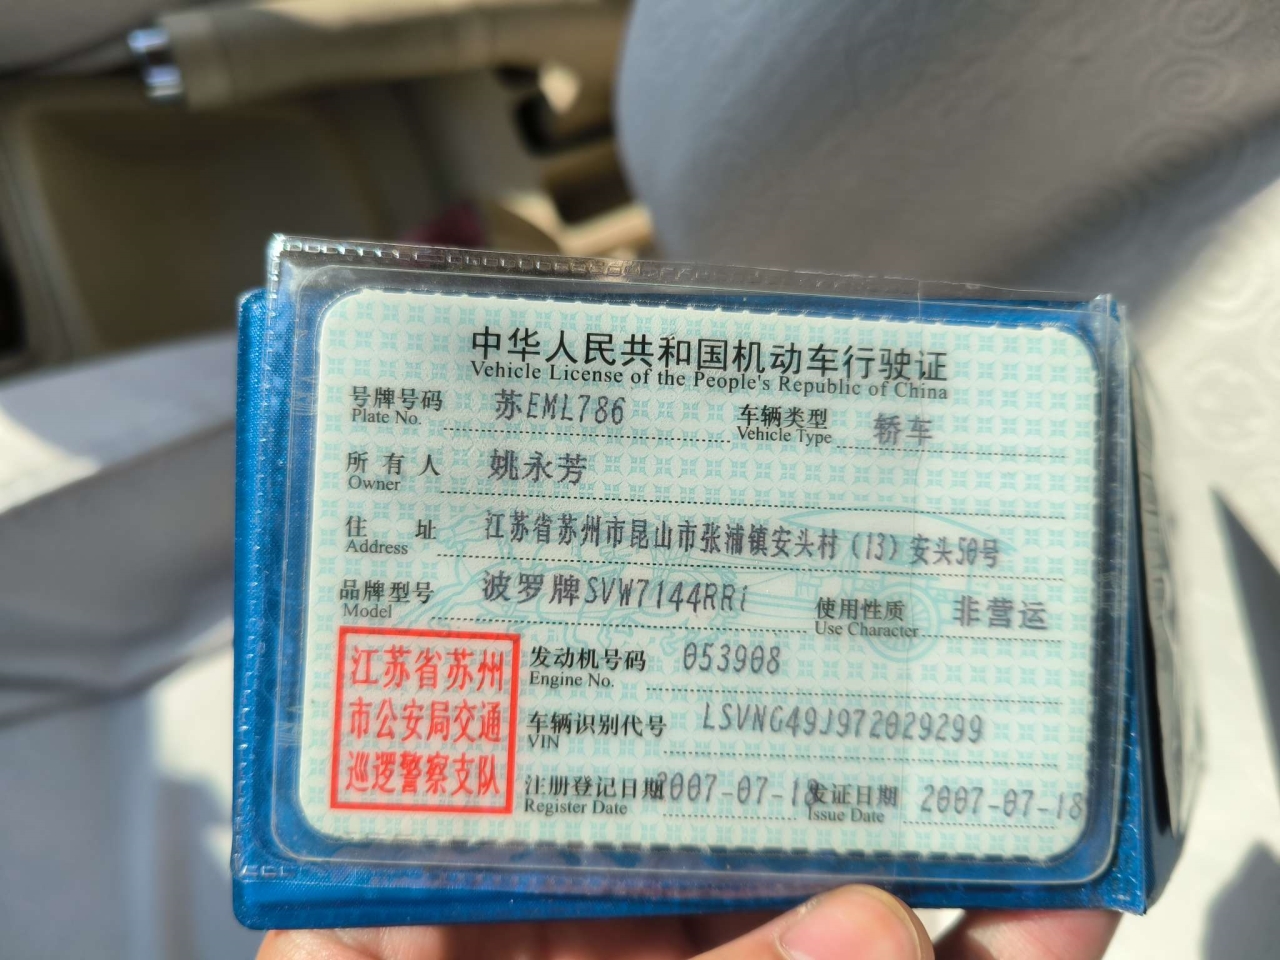 中华人民共和国机动车行驶证
Vehicle License of the People's Republic of China
号牌号码 苏EML786 车辆类型 轿车
Plate No. Vehicle Type
所有人 姚永芳
Owner
住址 江苏省苏州市昆山市张浦镇安头村(13)安头50号
Address
品牌型号 波罗牌SVW7144RRi 使用性质 非营运
Model Use Character
江苏省苏州
市公安局交通
巡逻警察支队
发动机号码 053908
Engine No.
车辆识别代号 LSVNG49J972029299
VIN
注册登记日期 2007-07-18 发证日期 2007-07-18
Register Date Issue Date